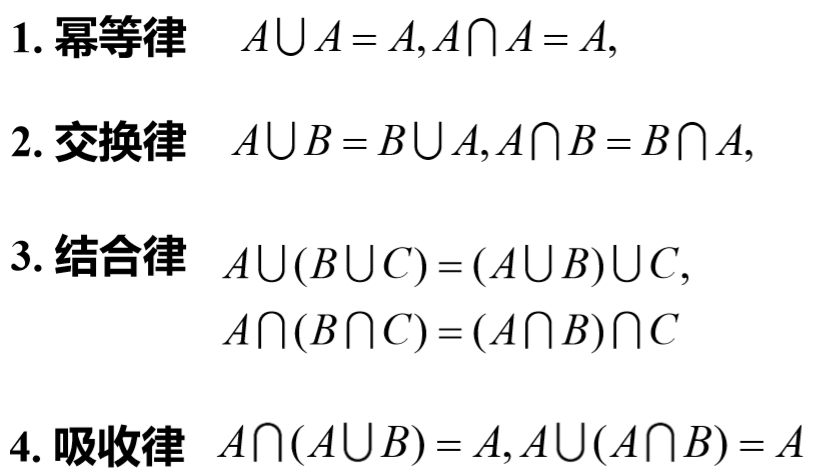 1. 幂等律 A∪A = A, A∩A = A,
2. 交换律 A∪B = B∪A, A∩B = B∩A,
3. 结合律 A∪(B∪C) = (A∪B)∪C,
A∩(B∩C) = (A∩B)∩C
4. 吸收律 A∩(A∪B) = A, A∪(A∩B) = A